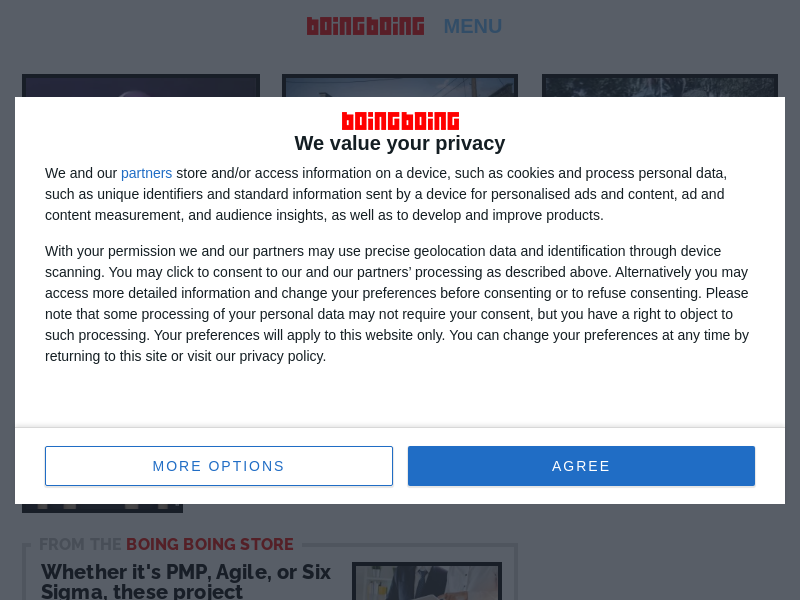 boingboing MENU
boingboing
We value your privacy
We and our partners store and/or access information on a device, such as cookies and process personal data,
such as unique identifiers and standard information sent by a device for personalised ads and content, ad and
content measurement, and audience insights, as well as to develop and improve products.
With your permission we and our partners may use precise geolocation data and identification through device
scanning. You may click to consent to our and our partners’ processing as described above. Alternatively you may
access more detailed information and change your preferences before consenting or to refuse consenting. Please
note that some processing of your personal data may not require your consent, but you have a right to object to
such processing. Your preferences will apply to this website only. You can change your preferences at any time by
returning to this site or visit our privacy policy.
MORE OPTIONS
AGREE
FROM THE BOING BOING STORE
Whether it's PMP, Agile, or Six
Sigma, these project